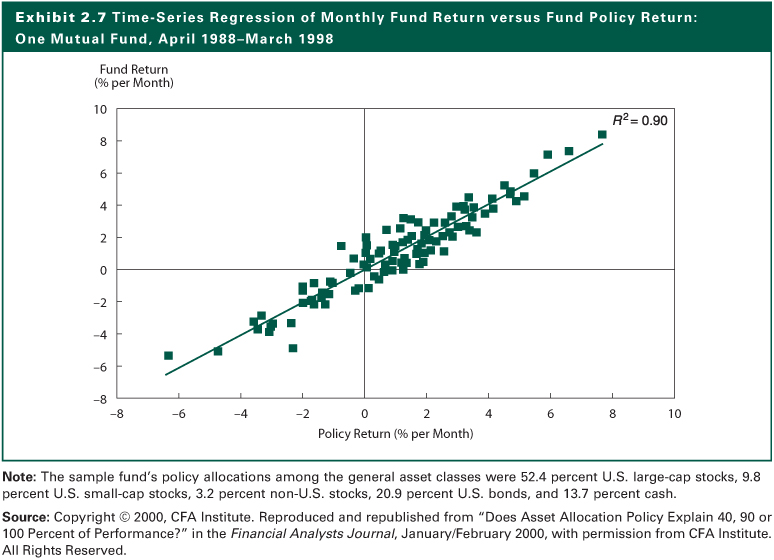 Exhibit 2.7 Time-Series Regression of Monthly Fund Return versus Fund Policy Return:
One Mutual Fund, April 1988–March 1998
Fund Return
(% per Month)
R² = 0.90
10
8
6
4
2
0
–2
–4
–6
–8
–8 –6 –4 –2 0 2 4 6 8 10
Policy Return (% per Month)
Note: The sample fund's policy allocations among the general asset classes were 52.4 percent U.S. large-cap stocks, 9.8
percent U.S. small-cap stocks, 3.2 percent non-U.S. stocks, 20.9 percent U.S. bonds, and 13.7 percent cash.
Source: Copyright © 2000, CFA Institute. Reproduced and republished from "Does Asset Allocation Policy Explain 40, 90 or
100 Percent of Performance?" in the Financial Analysts Journal, January/February 2000, with permission from CFA Institute.
All Rights Reserved.